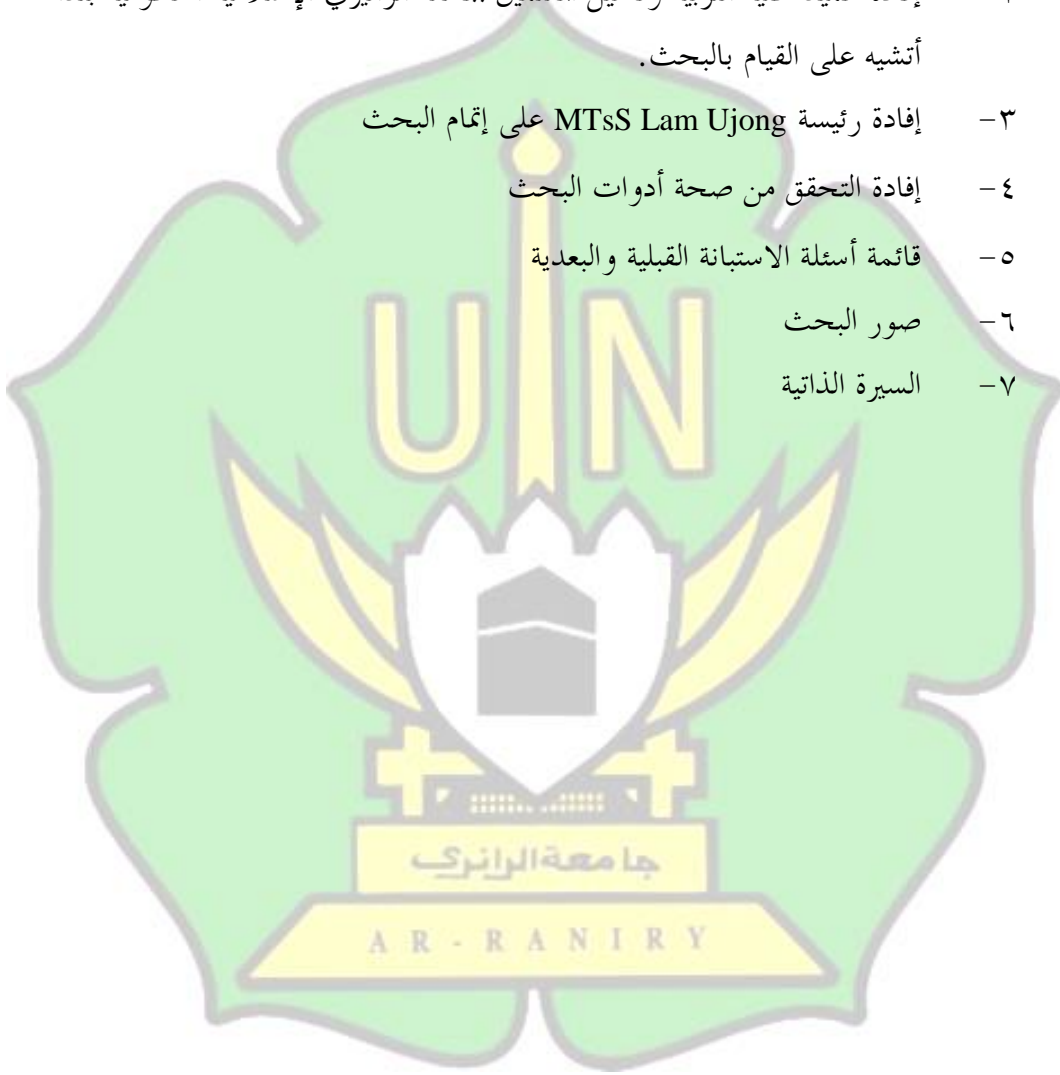 أتشيه على القيام بالبحث.
٣- إفادة رئيسة MTsS Lam Ujong على إتمام البحث
٤- إفادة التحقق من صحة أدوات البحث
٥- قائمة أسئلة الاستبانة القبلية والبعدية
٦- صور البحث
٧- السيرة الذاتية
UIN
جامعة الرانري
AR-RANIRY